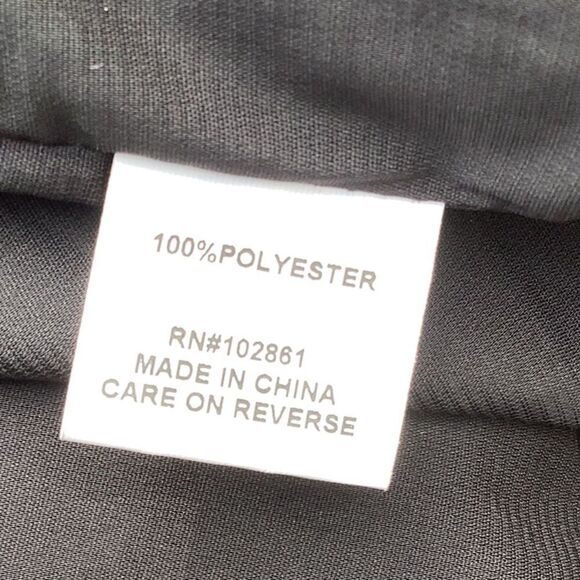 100%POLYESTER
RN#102861
MADE IN CHINA
CARE ON REVERSE